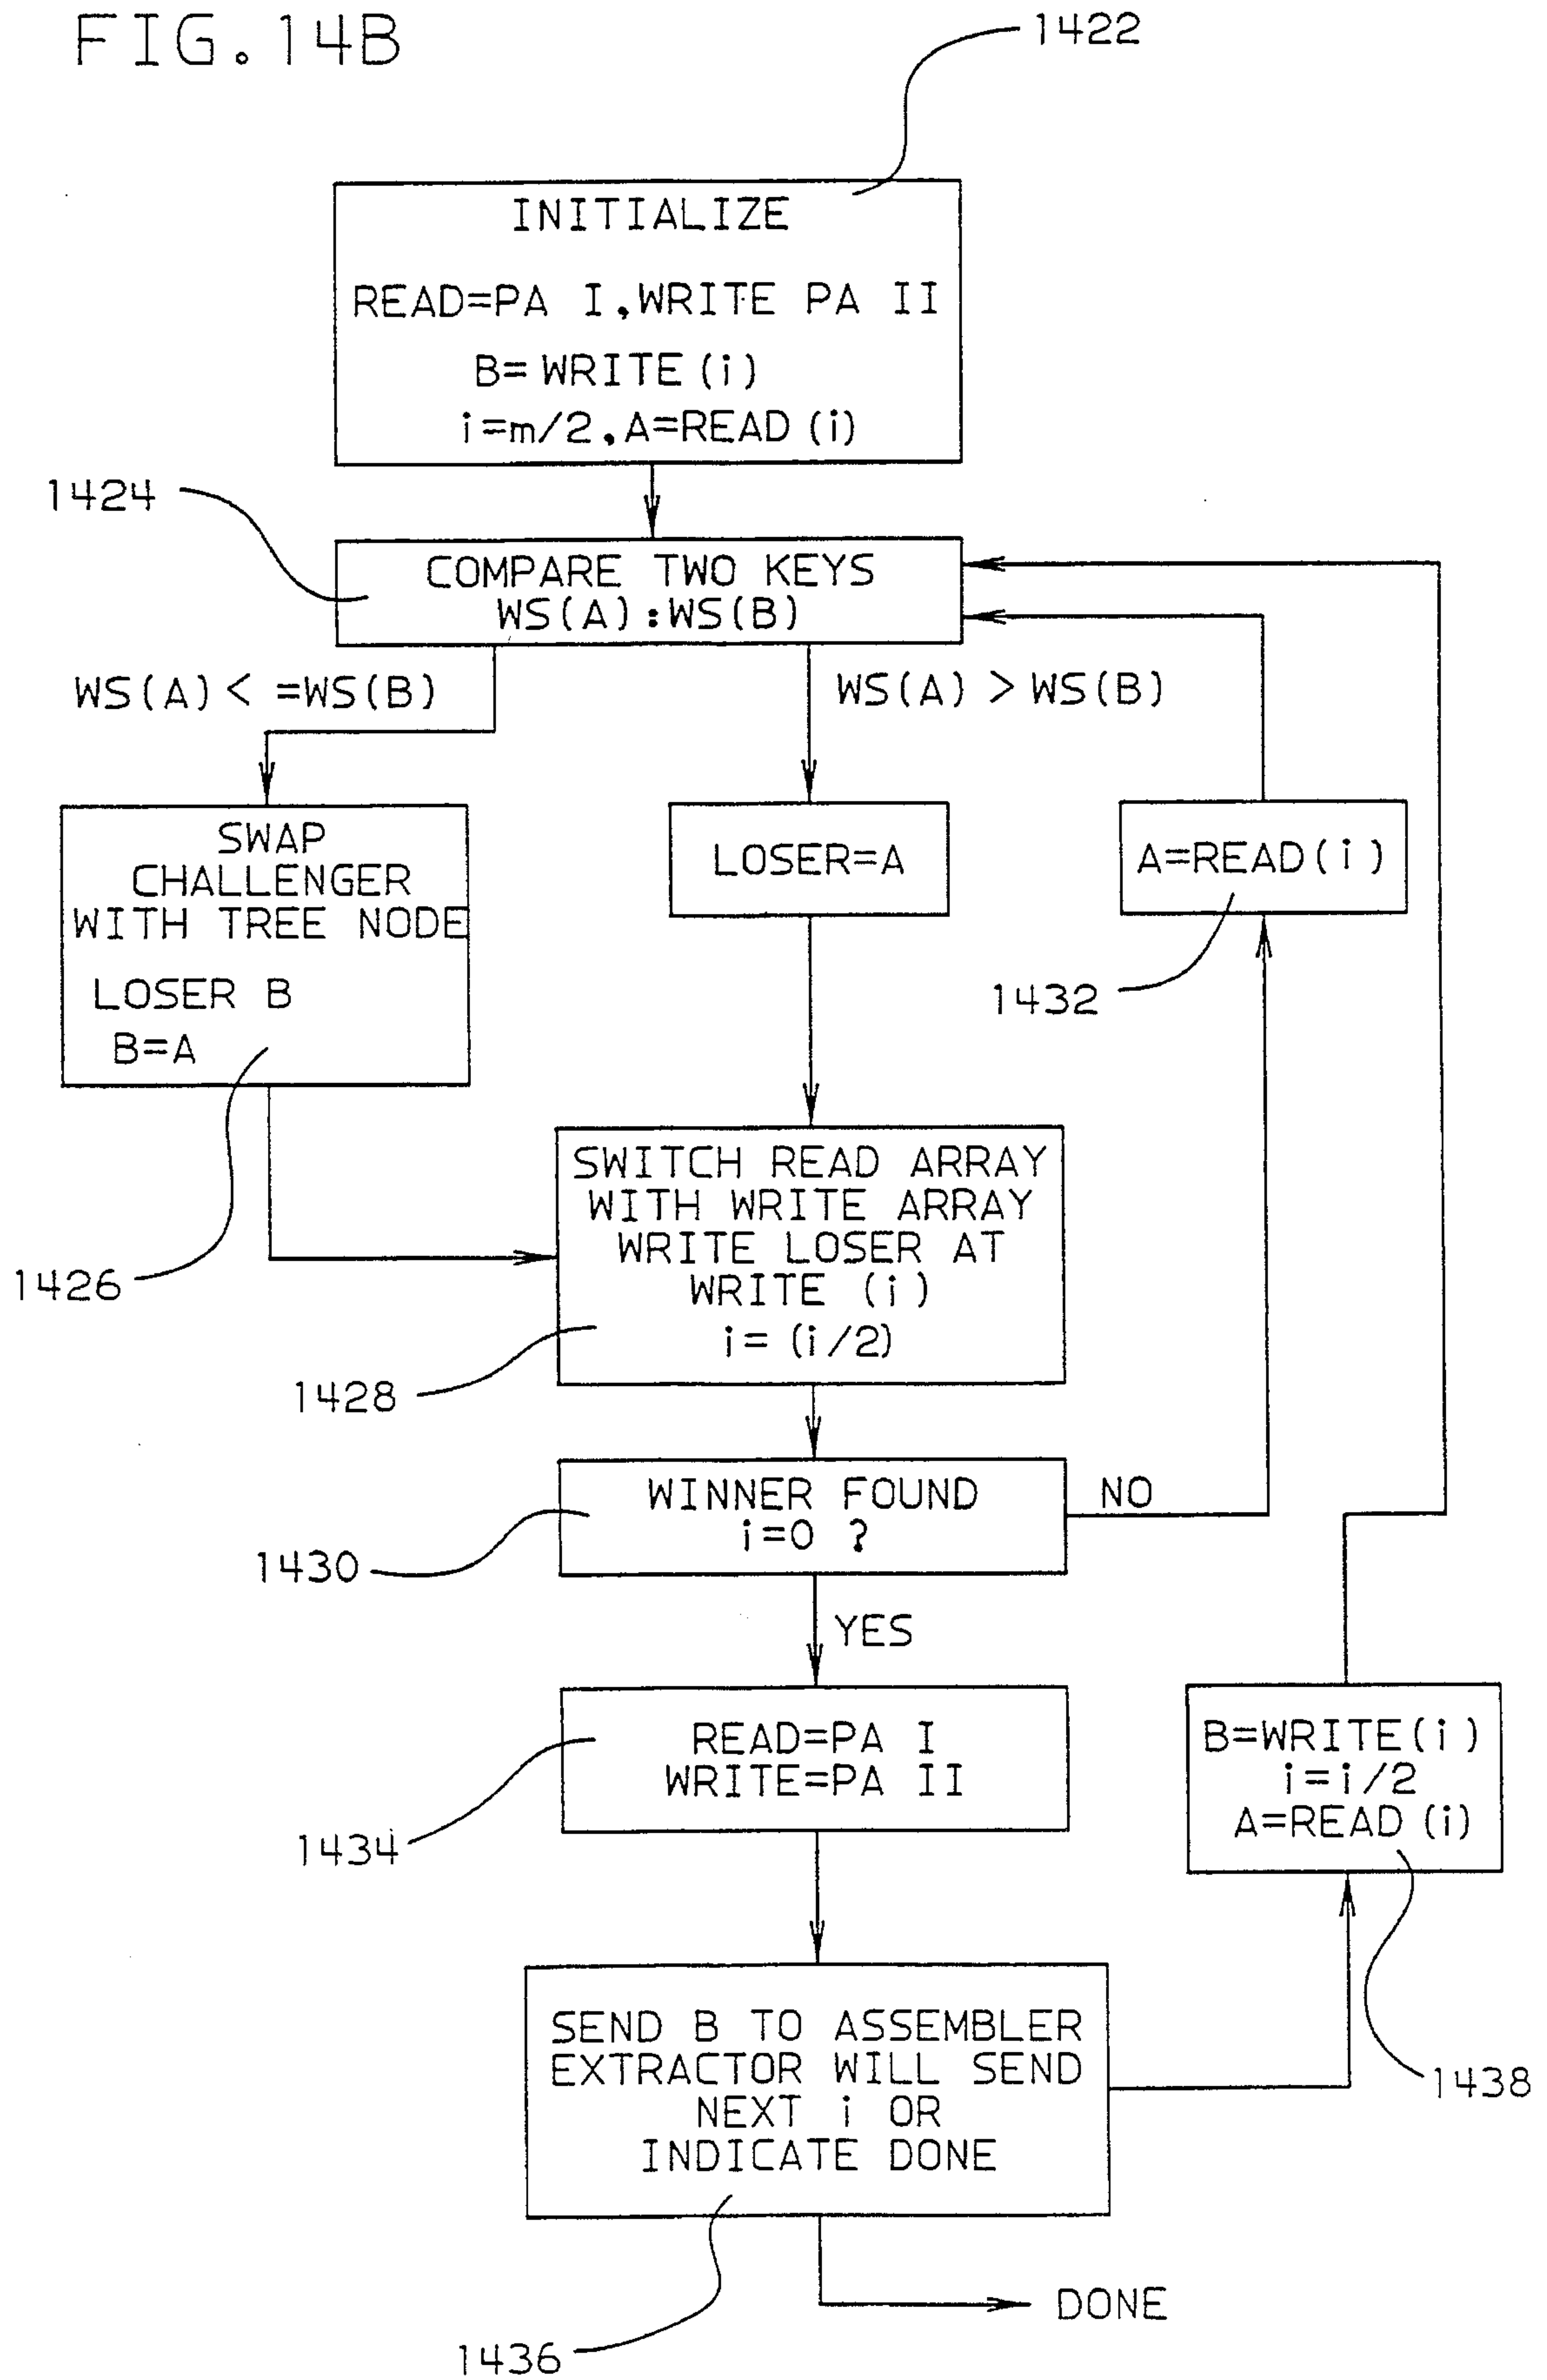 FIG.14B
1422
INITIALIZE
READ=PA I,WRITE PA II
B= WRITE (i)
i=m/2,A=READ (i)
1424
COMPARE TWO KEYS
WS(A):WS(B)
WS(A)< =WS(B)
WS(A) > WS(B)
SWAP
CHALLENGER
WITH TREE NODE
LOSER B
B=A
LOSER=A
A=READ(i)
1432
SWITCH READ ARRAY
WITH WRITE ARRAY
WRITE LOSER AT
WRITE (i)
i= (i/2)
1426
1428
WINNER FOUND
i=0 ?
NO
1430
YES
READ=PA I
WRITE=PA II
1434
B=WRITE(i)
i=i/2
A=READ (i)
SEND B TO ASSEMBLER
EXTRACTOR WILL SEND
NEXT i OR
INDICATE DONE
1438
DONE
1436